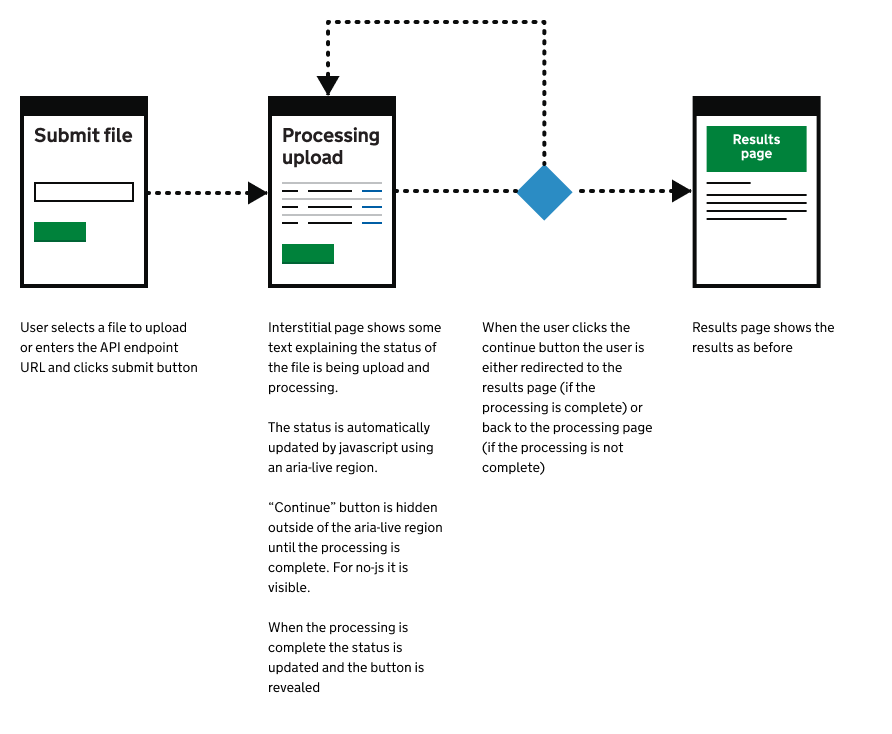 Submit file
Processing
upload
Results
page
User selects a file to upload
or enters the API endpoint
URL and clicks submit button
Interstitial page shows some
text explaining the status of
the file is being upload and
processing.
The status is automatically
updated by javascript using
an aria-live region.
“Continue” button is hidden
outside of the aria-live region
until the processing is
complete. For no-js it is
visible.
When the processing is
complete the status is
updated and the button is
revealed
When the user clicks the
continue button the user is
either redirected to the
results page (if the
processing is complete) or
back to the processing page
(if the processing is not
complete)
Results page shows the
results as before